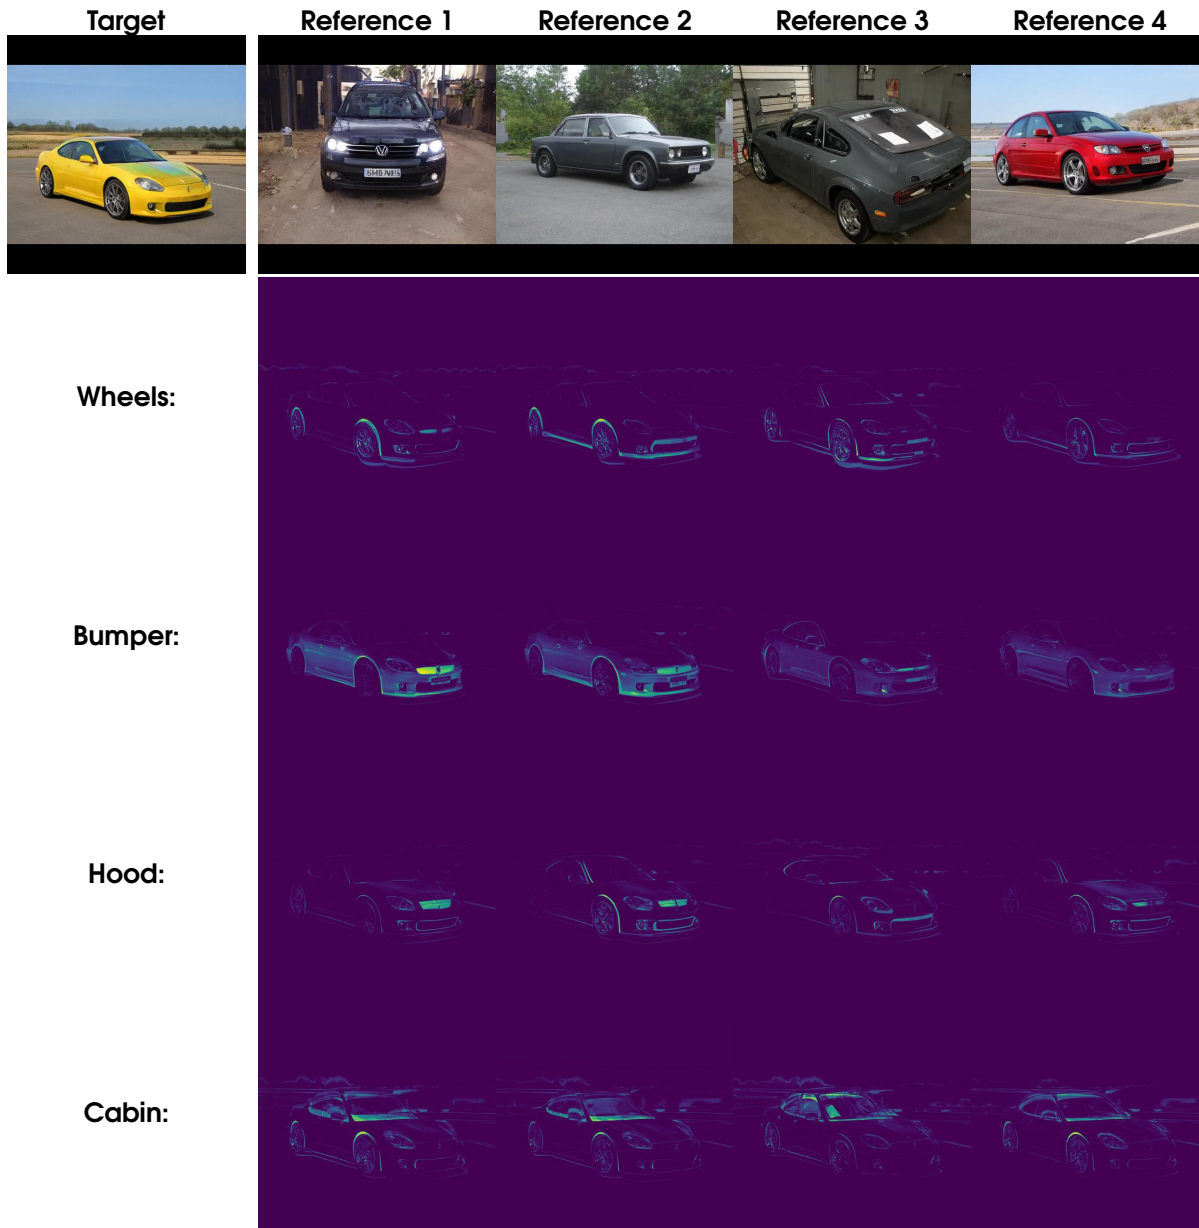 Target
Reference 1
Reference 2
Reference 3
Reference 4
Wheels:
Bumper:
Hood:
Cabin: